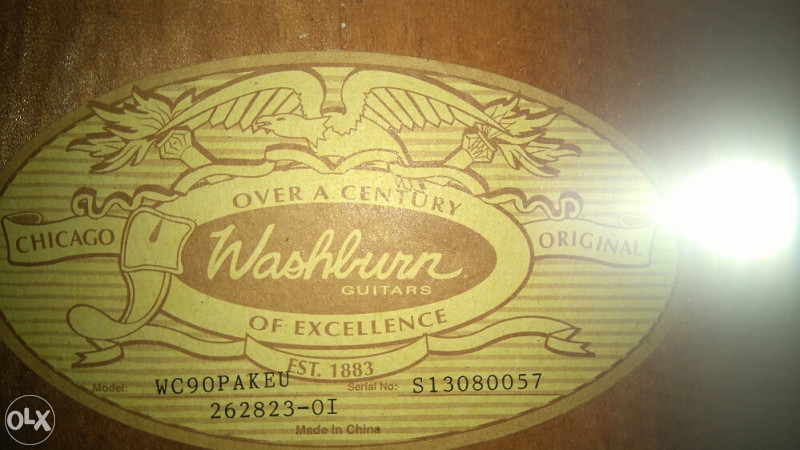 OVER A CENTURY
CHICAGO
ORIGINAL
Washburn
GUITARS
OF EXCELLENCE
EST. 1883
Model: WC90PAKEU Serial No: S13080057
262823-0I
Made In China
OLX